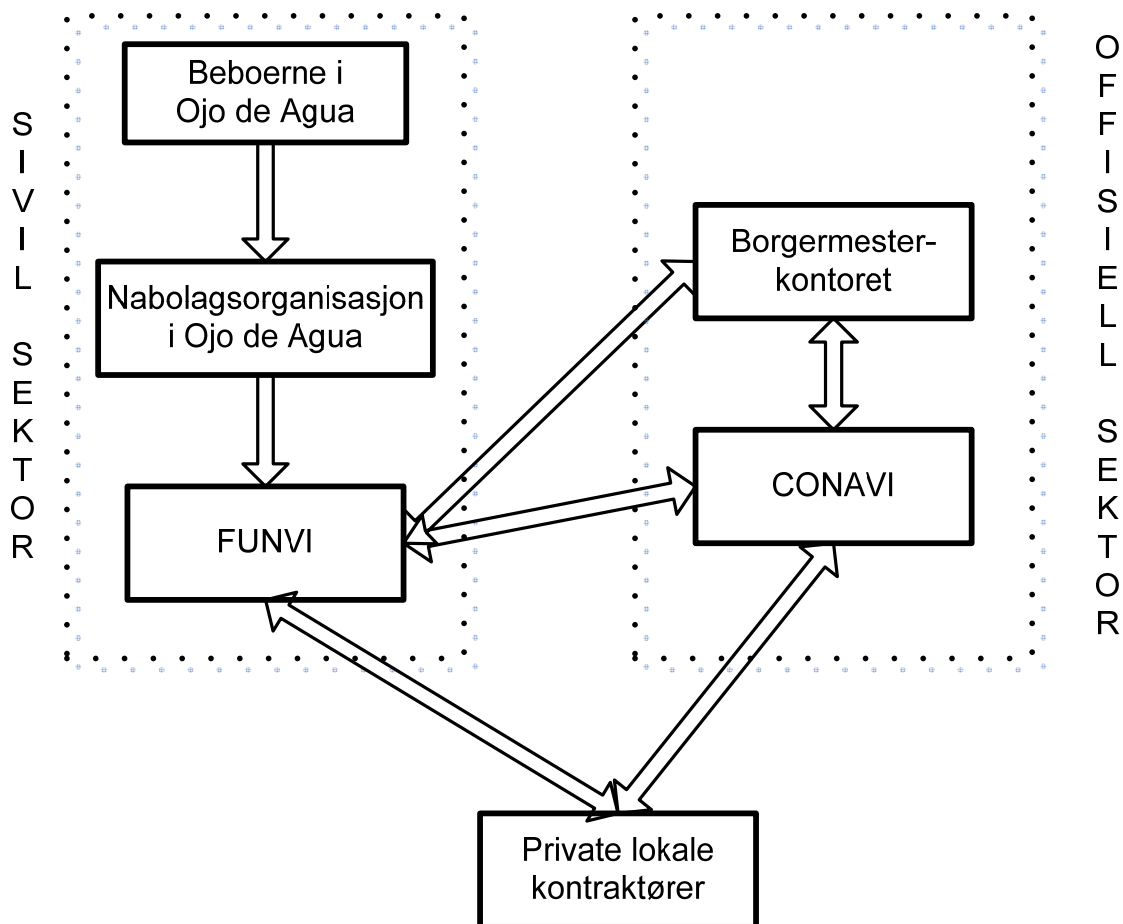 SIVIL SEKTOR
Beboerne i
Ojo de Agua
Nabolagsorganisasjon
i Ojo de Agua
FUNVI
Borgermester-
kontoret
CONAVI
OFFISIELL SEKTOR
Private lokale
kontraktører